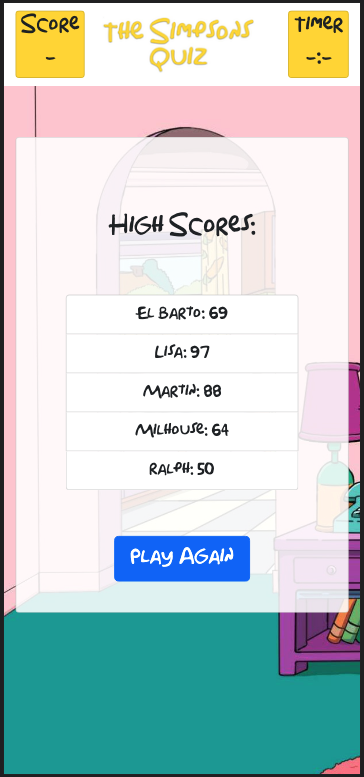 Score
-
The Simpsons
Quiz
Timer
-:-
High Scores:
El Barto: 69
Lisa: 97
Martin: 88
Milhouse: 64
Ralph: 50
Play Again